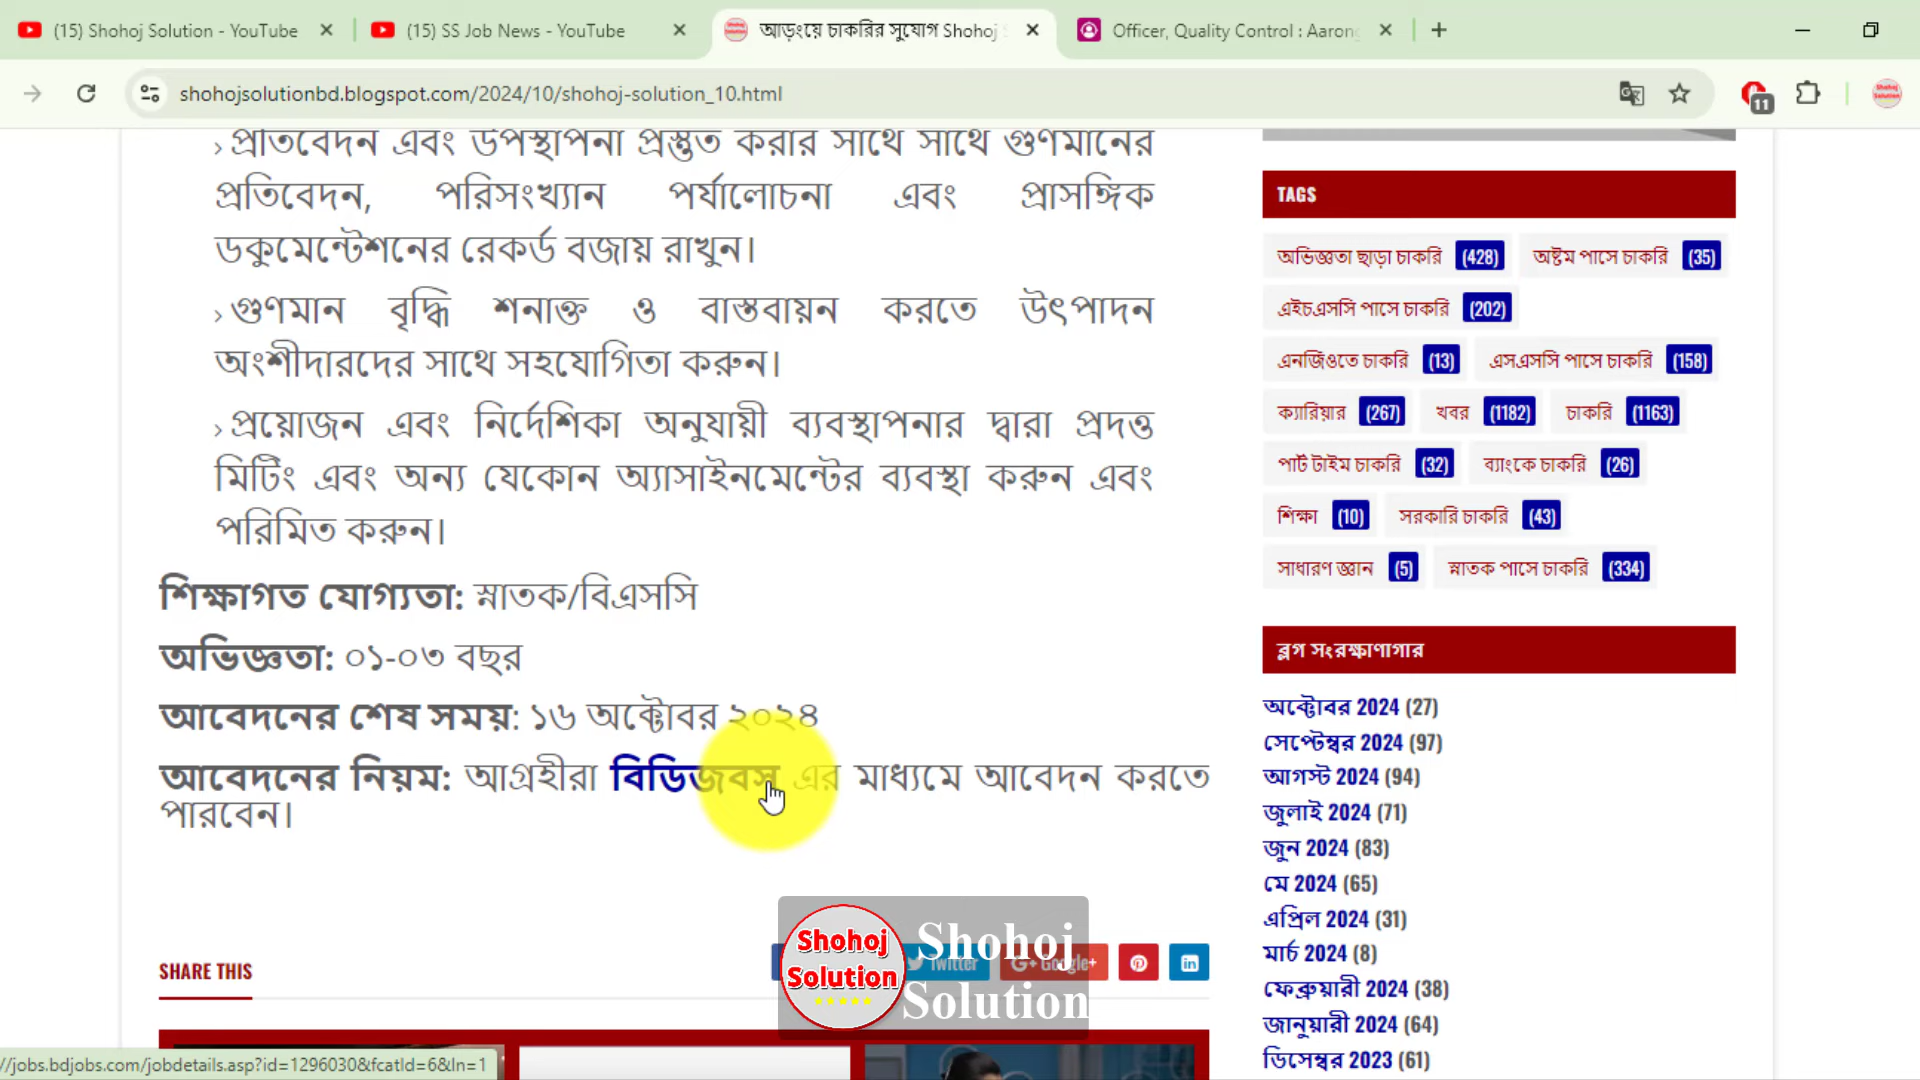 (15) Shohoj Solution - YouTube
(15) SS Job News - YouTube
আড়ংয়ে চাকরির সুযোগ Shohoj
Officer, Quality Control : Aarong
shohojsolutionbd.blogspot.com/2024/10/shohoj-solution_10.html
11
Shohoj Solution
› প্রতিবেদন এবং উপস্থাপনা প্রস্তুত করার সাথে সাথে গুণমানের
প্রতিবেদন, পরিসংখ্যান পর্যালোচনা এবং প্রাসঙ্গিক
ডকুমেন্টেশনের রেকর্ড বজায় রাখুন।
› গুণমান বৃদ্ধি শনাক্ত ও বাস্তবায়ন করতে উৎপাদন
অংশীদারদের সাথে সহযোগিতা করুন।
› প্রয়োজন এবং নির্দেশিকা অনুযায়ী ব্যবস্থাপনার দ্বারা প্রদত্ত
মিটিং এবং অন্য যেকোন অ্যাসাইনমেন্টের ব্যবস্থা করুন এবং
পরিমিত করুন।
শিক্ষাগত যোগ্যতা: স্নাতক/বিএসসি
অভিজ্ঞতা: ০১-০৩ বছর
আবেদনের শেষ সময়: ১৬ অক্টোবর ২০২৪
আবেদনের নিয়ম: আগ্রহীরা বিডিজবস এর মাধ্যমে আবেদন করতে
পারবেন।
SHARE THIS
Twitter
G+ Google+
Shohoj
Solution
Shohoj
Solution
//jobs.bdjobs.com/jobdetails.asp?id=1296030&fcatId=6&ln=1
TAGS
অভিজ্ঞতা ছাড়া চাকরি (428) অষ্টম পাসে চাকরি (35)
এইচএসসি পাসে চাকরি (202)
এনজিওতে চাকরি (13) এসএসসি পাসে চাকরি (158)
ক্যারিয়ার (267) খবর (1182) চাকরি (1163)
পার্ট টাইম চাকরি (32) ব্যাংকে চাকরি (26)
শিক্ষা (10) সরকারি চাকরি (43)
সাধারণ জ্ঞান (5) স্নাতক পাসে চাকরি (334)
ব্লগ সংরক্ষাণাগার
অক্টোবর 2024 (27)
সেপ্টেম্বর 2024 (97)
আগস্ট 2024 (94)
জুলাই 2024 (71)
জুন 2024 (83)
মে 2024 (65)
এপ্রিল 2024 (31)
মার্চ 2024 (8)
ফেব্রুয়ারী 2024 (38)
জানুয়ারী 2024 (64)
ডিসেম্বর 2023 (61)